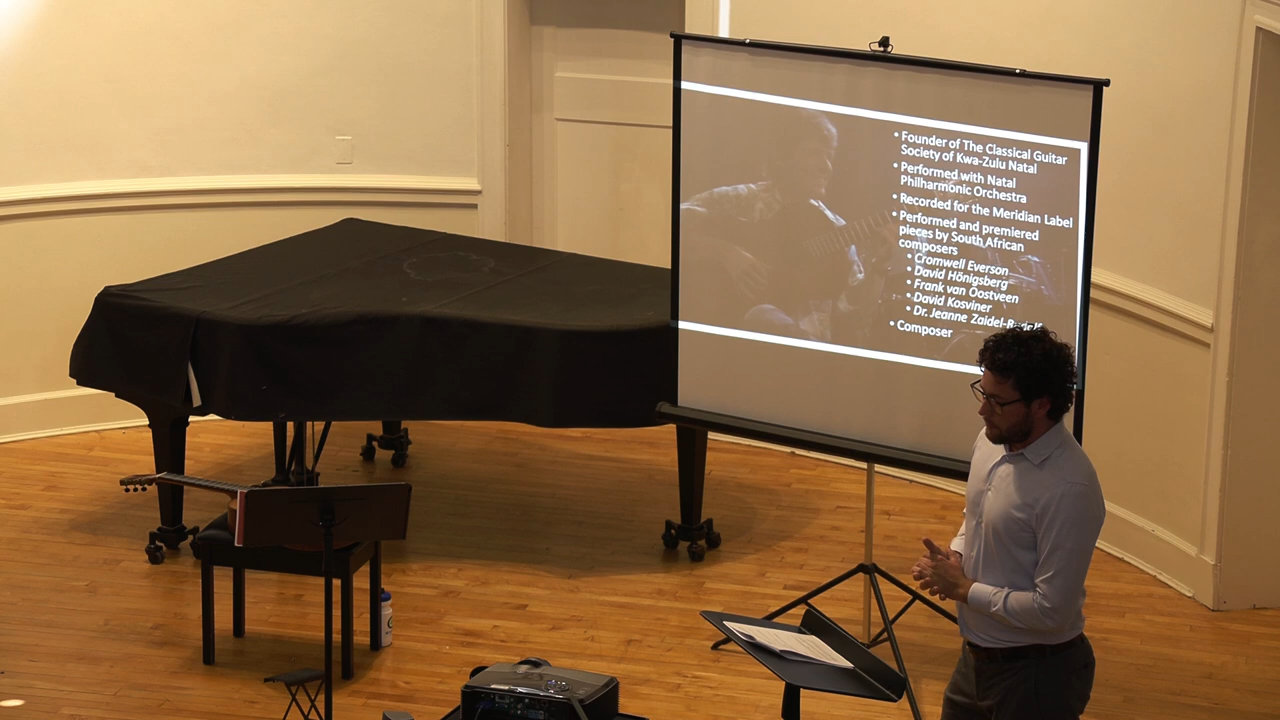 • Founder of The Classical Guitar
Society of Kwa-Zulu Natal
• Performed with Natal
Philharmonic Orchestra
• Recorded for the Meridian Label
• Performed and premiered
pieces by South African
composers
• Cromwell Everson
• David Hönigsberg
• Frank van Oostveen
• David Kosviner
• Dr. Jeanne
• Composer